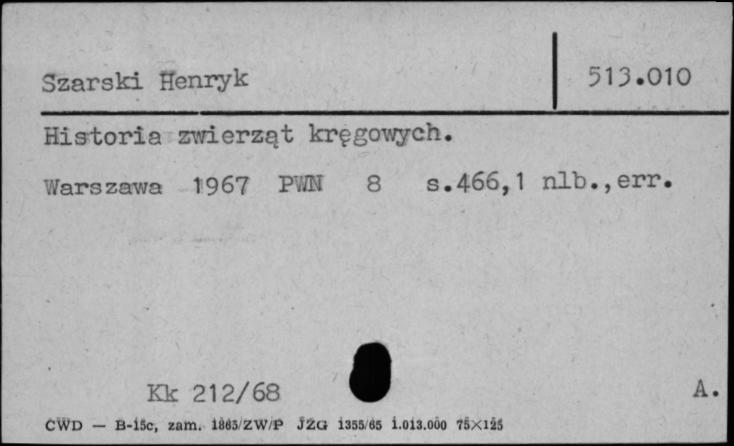 Szarski Henryk 513.010
Historia zwierząt kręgowych.
Warszawa 1967 PWN 8 s.466,1 nlb.,err.
Kk 212/68 A.
CWD — B-15c, zam. 1865/ZW/P JZG 1355/65 1.013.000 75×125